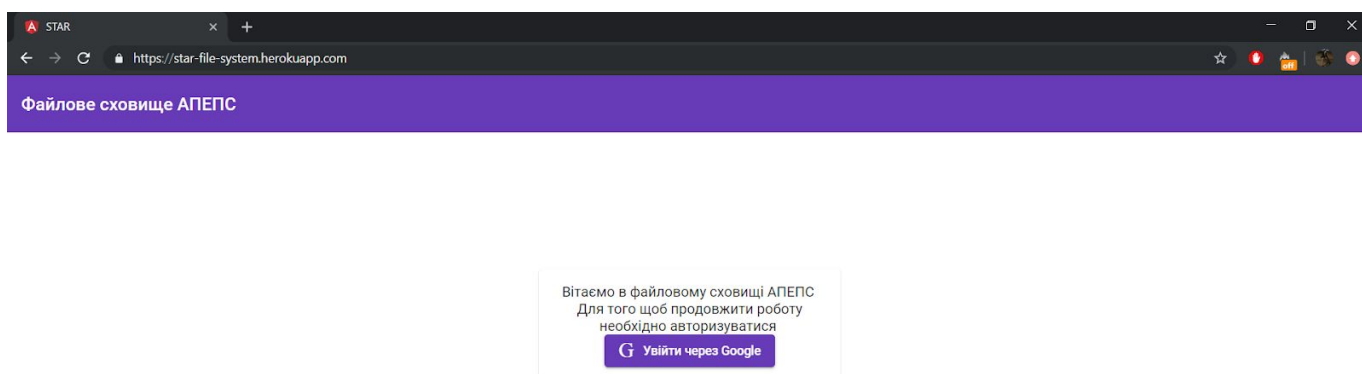 STAR
https://star-file-system.herokuapp.com
off
Файлове сховище АПЕПС
Вітаємо в файловому сховищі АПЕПС
Для того щоб продовжити роботу
необхідно авторизуватися
G Увійти через Google